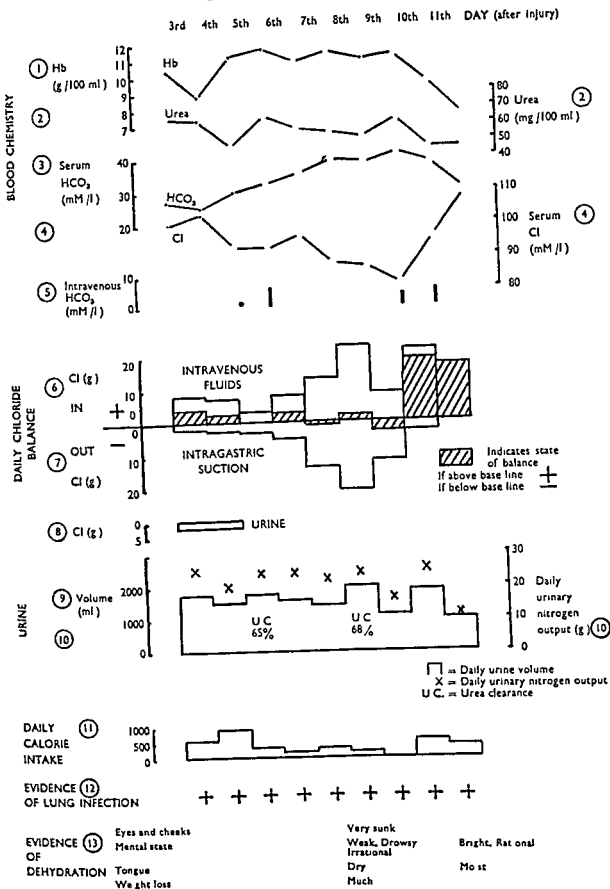 3rd 4th 5th 6th 7th 8th 9th 10th 11th DAY (after injury)
BLOOD CHEMISTRY
1 Hb
(g/100 ml)
12
11
10
9
8
7
Hb
2
Urea
80
70
60
50
40
Urea 2
(mg/100 ml)
3 Serum
HCO3
(mM/l)
40
30
20
HCO3
4
Cl
110
100
90
80
Serum 4
Cl
(mM/l)
5 Intravenous
HCO3
(mM/l)
10
0
DAILY CHLORIDE
BALANCE
6 Cl (g)
IN +
20
10
0
INTRAVENOUS
FLUIDS
OUT −
7
Cl (g)
0
10
20
INTRAGASTRIC
SUCTION
Indicates state
of balance
If above base line +
If below base line −
8 Cl (g)
0
5
URINE
URINE
9 Volume
(ml)
10
2000
1000
0
U C
65%
U C
68/
30
20
10
0
Daily
urinary
nitrogen
output (g) 10
= Daily urine volume
X = Daily urinary nitrogen output
U C. = Urea clearance
DAILY 11
CALORIE
INTAKE
1000
500
0
EVIDENCE 12
OF LUNG INFECTION
+ + + + + + + + +
EVIDENCE 13
OF
DEHYDRATION
Eyes and cheeks
Mental state
Tongue
We ght loss
Very sunk
Weak, Drowsy
Irrational
Dry
Much
Bright, Rat onal
Mo st